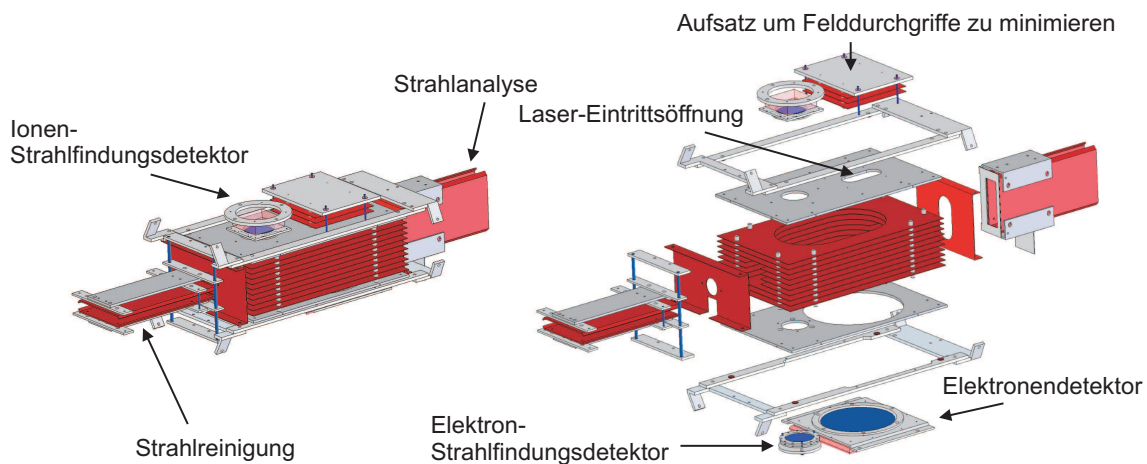 Aufsatz um Felddurchgriffe zu minimieren
Strahlanalyse
Laser-Eintrittsöffnung
Ionen-
Strahlfindungsdetektor
Strahlreinigung
Elektron-
Strahlfindungsdetektor
Elektronendetektor